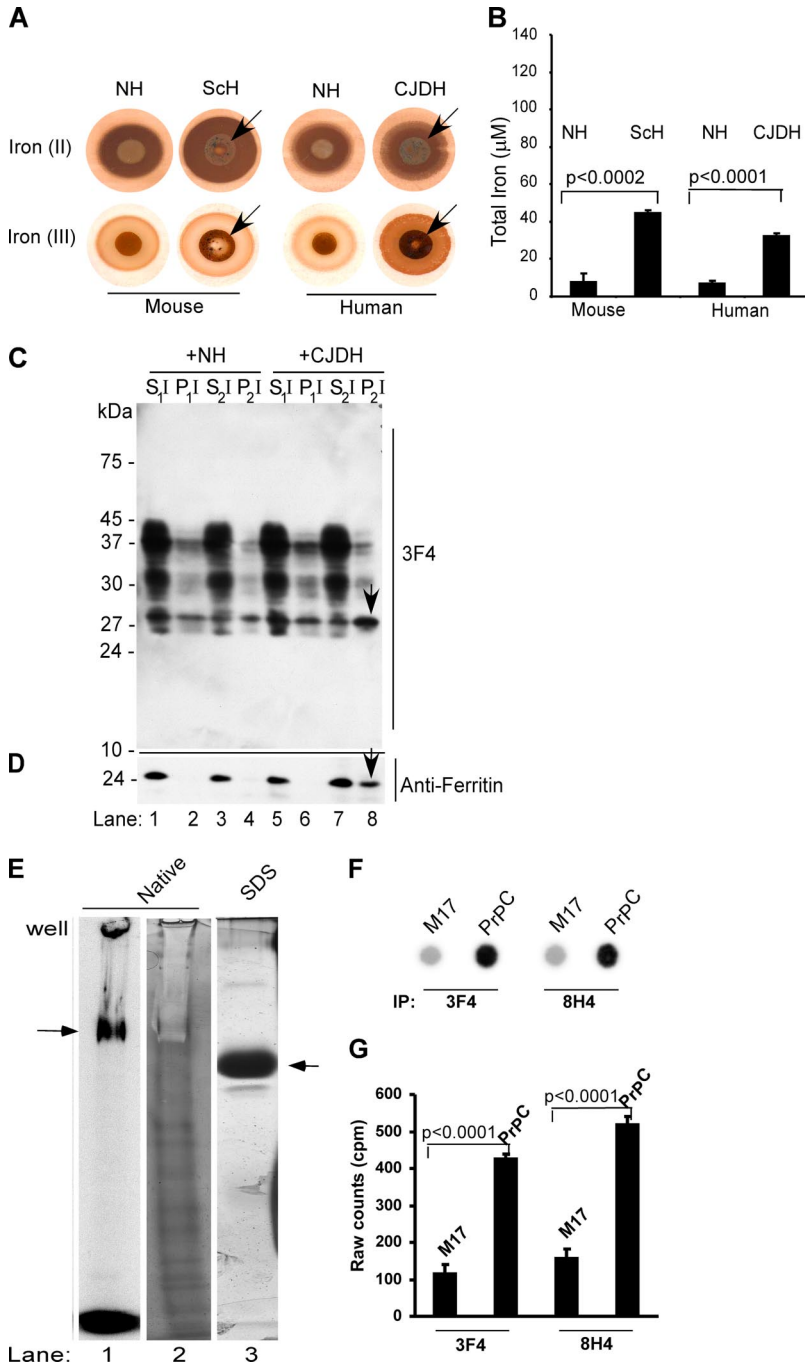 A
NH ScH NH CJDH
Iron (II)
Iron (III)
Mouse Human
B
Total Iron (µM)
140
120
100
80
60
40
20
0
NH ScH NH CJDH
p<0.0002 p<0.0001
Mouse Human
C
+NH +CJDH
S1I P1I S2I P2I S1I P1I S2I P2I
kDa
75 -
45 -
37 -
30 -
27 -
24 -
10 -
3F4
D
24 -
Anti-Ferritin
Lane: 1 2 3 4 5 6 7 8
E
Native SDS
well
Lane: 1 2 3
F
M17 PrPC M17 PrPC
IP: 3F4 8H4
G
Raw counts (cpm)
600
500
400
300
200
100
0
p<0.0001 p<0.0001
M17 PrPC M17 PrPC
3F4 8H4